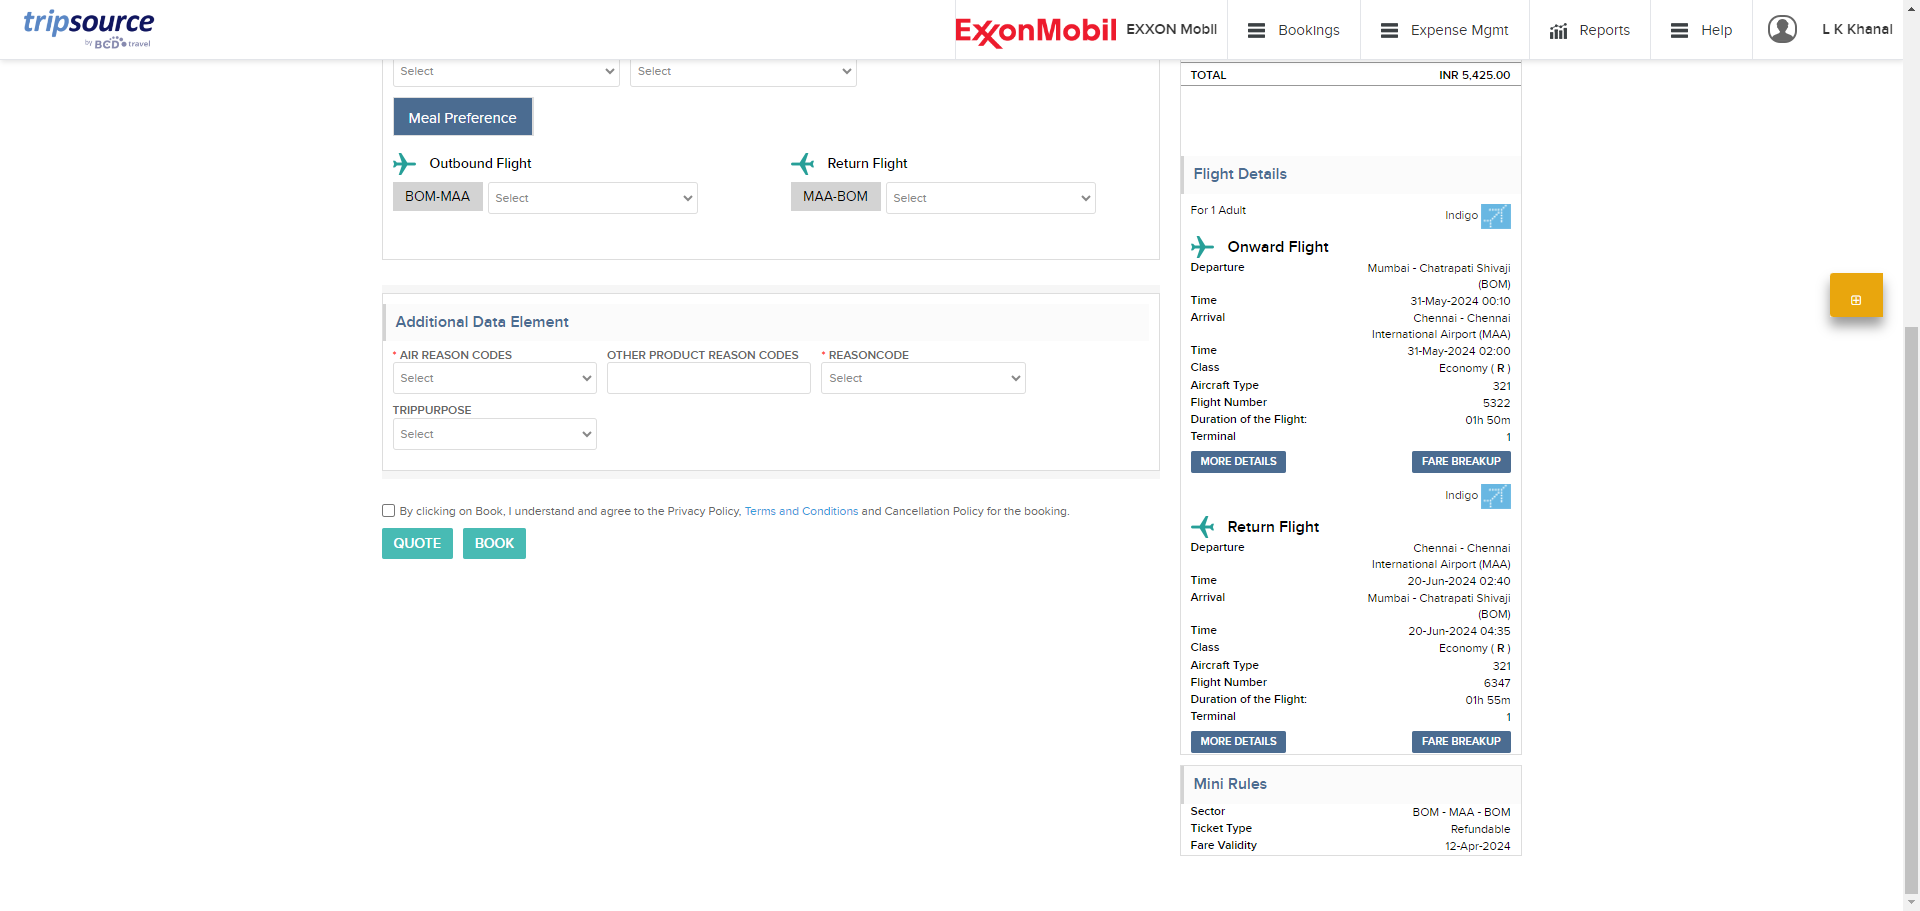 tripsource
by BCD travel
ExxonMobil
EXXON Mobil
Bookings
Expense Mgmt
Reports
Help
L K Khanal
Select
Select
Meal Preference
Outbound Flight
Return Flight
BOM-MAA
Select
MAA-BOM
Select
Additional Data Element
* AIR REASON CODES
OTHER PRODUCT REASON CODES
* REASONCODE
Select
Select
TRIPPURPOSE
Select
By clicking on Book, I understand and agree to the Privacy Policy, Terms and Conditions and Cancellation Policy for the booking.
QUOTE
BOOK
TOTAL INR 5,425.00
Flight Details
For 1 Adult
Indigo
Onward Flight
Departure Mumbai - Chatrapati Shivaji
(BOM)
Time 31-May-2024 00:10
Arrival Chennai - Chennai
International Airport (MAA)
Time 31-May-2024 02:00
Class Economy ( R )
Aircraft Type 321
Flight Number 5322
Duration of the Flight: 01h 50m
Terminal 1
MORE DETAILS FARE BREAKUP
Indigo
Return Flight
Departure Chennai - Chennai
International Airport (MAA)
Time 20-Jun-2024 02:40
Arrival Mumbai - Chatrapati Shivaji
(BOM)
Time 20-Jun-2024 04:35
Class Economy ( R )
Aircraft Type 321
Flight Number 6347
Duration of the Flight: 01h 55m
Terminal 1
MORE DETAILS FARE BREAKUP
Mini Rules
Sector BOM - MAA - BOM
Ticket Type Refundable
Fare Validity 12-Apr-2024